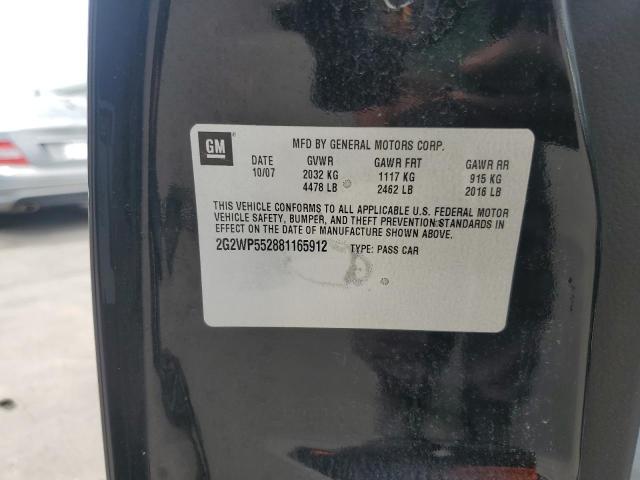 GM MFD BY GENERAL MOTORS CORP.
DATE GVWR GAWR FRT GAWR RR
10/07 2032 KG 1117 KG 915 KG
4478 LB 2462 LB 2016 LB
THIS VEHICLE CONFORMS TO ALL APPLICABLE U.S. FEDERAL MOTOR
VEHICLE SAFETY, BUMPER, AND THEFT PREVENTION STANDARDS IN
EFFECT ON THE DATE OF MANUFACTURE SHOWN ABOVE.
2G2WP552881165912 TYPE: PASS CAR